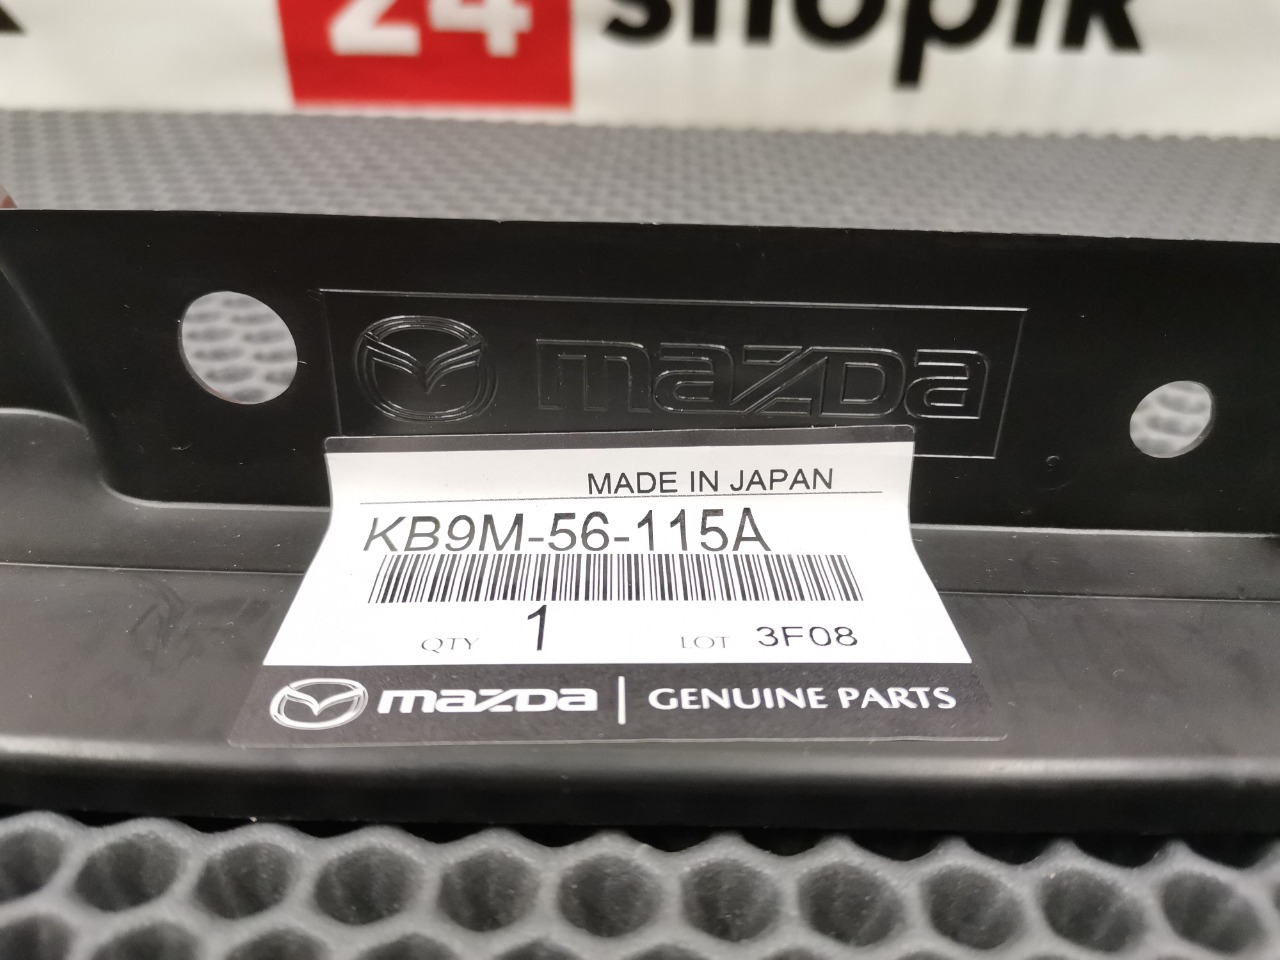 24 shopik
mazda
MADE IN JAPAN
KB9M-56-115A
QTY 1 LOT 3F08
mazda | GENUINE PARTS